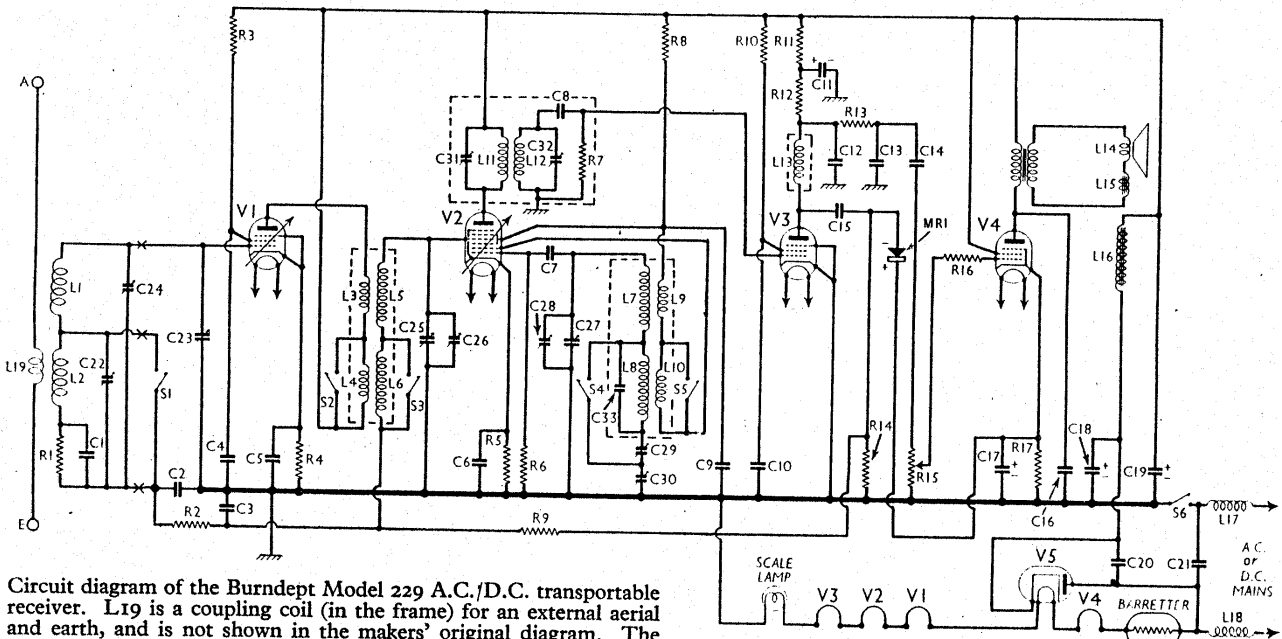 R3
A
R8
R10
R11
C11
+ -
R12
C8
R13
C31
L11
C32
L12
R7
L13
C12
C13
C14
L14
L15
V1
V2
V3
C15
MR1
V4
R16
L16
L1
C24
C7
L3
L5
C28
C27
L7
L9
C25
C26
C23
L19
L2
C22
S1
S2
L4
L6
S3
S4
L8
C33
L10
S5
R1
C1
C2
C4
C5
R4
C6
R5
R6
C29
C30
C9
C10
R14
R15
C17
R17
C18
C19
C16
S6
L17
E
R2
C3
R9
A.C.
or
D.C.
MAINS
SCALE
LAMP
V3
V2
V1
V5
C20
C21
V4
BARRETTER
L18
Circuit diagram of the Burndept Model 229 A.C./D.C. transportable
receiver. L19 is a coupling coil (in the frame) for an external aerial
and earth, and is not shown in the makers' original diagram. The